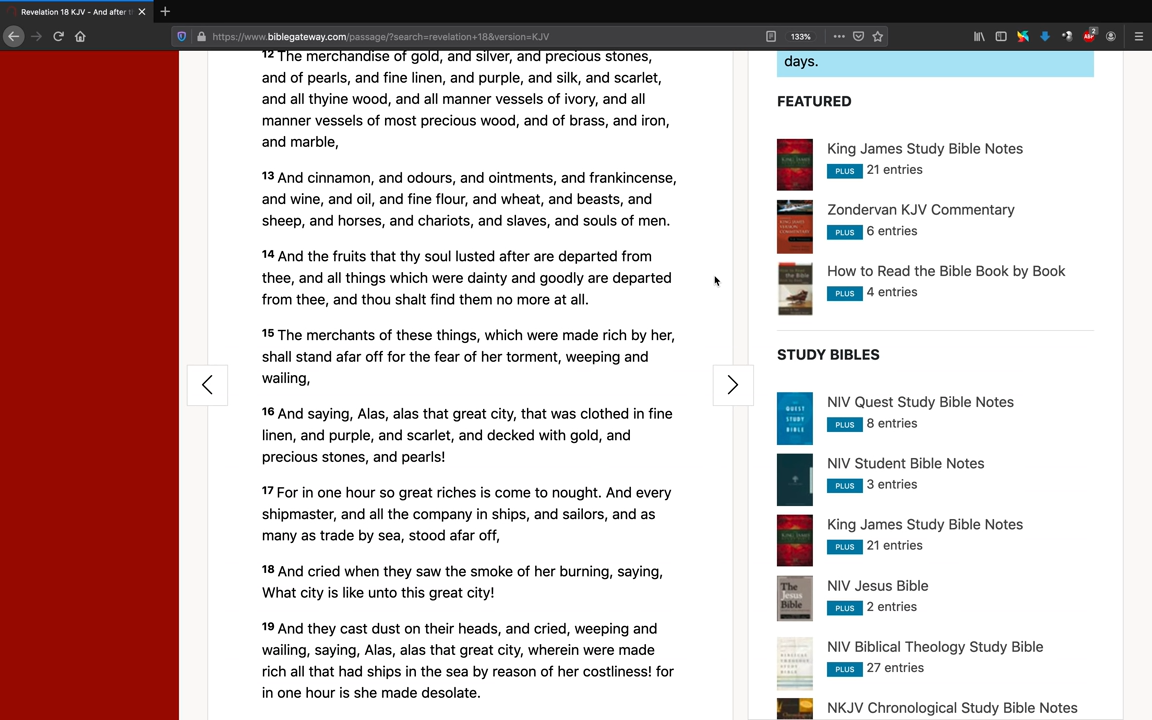 Revelation 18 KJV - And after t
https://www.biblegateway.com/passage/?search=revelation+18&version=KJV
133%
2
12 The merchandise of gold, and silver, and precious stones,
and of pearls, and fine linen, and purple, and silk, and scarlet,
and all thyine wood, and all manner vessels of ivory, and all
manner vessels of most precious wood, and of brass, and iron,
and marble,
13 And cinnamon, and odours, and ointments, and frankincense,
and wine, and oil, and fine flour, and wheat, and beasts, and
sheep, and horses, and chariots, and slaves, and souls of men.
14 And the fruits that thy soul lusted after are departed from
thee, and all things which were dainty and goodly are departed
from thee, and thou shalt find them no more at all.
15 The merchants of these things, which were made rich by her,
shall stand afar off for the fear of her torment, weeping and
wailing,
16 And saying, Alas, alas that great city, that was clothed in fine
linen, and purple, and scarlet, and decked with gold, and
precious stones, and pearls!
17 For in one hour so great riches is come to nought. And every
shipmaster, and all the company in ships, and sailors, and as
many as trade by sea, stood afar off,
18 And cried when they saw the smoke of her burning, saying,
What city is like unto this great city!
19 And they cast dust on their heads, and cried, weeping and
wailing, saying, Alas, alas that great city, wherein were made
rich all that had ships in the sea by reason of her costliness! for
in one hour is she made desolate.
days.
FEATURED
King James Study Bible Notes
PLUS 21 entries
Zondervan KJV Commentary
PLUS 6 entries
How to Read the Bible Book by Book
PLUS 4 entries
STUDY BIBLES
NIV Quest Study Bible Notes
PLUS 8 entries
QUEST
STUDY
BIBLE
NIV Student Bible Notes
PLUS 3 entries
King James Study Bible Notes
PLUS 21 entries
NIV Jesus Bible
PLUS 2 entries
The
Jesus
Bible
NIV Biblical Theology Study Bible
PLUS 27 entries
NKJV Chronological Study Bible Notes